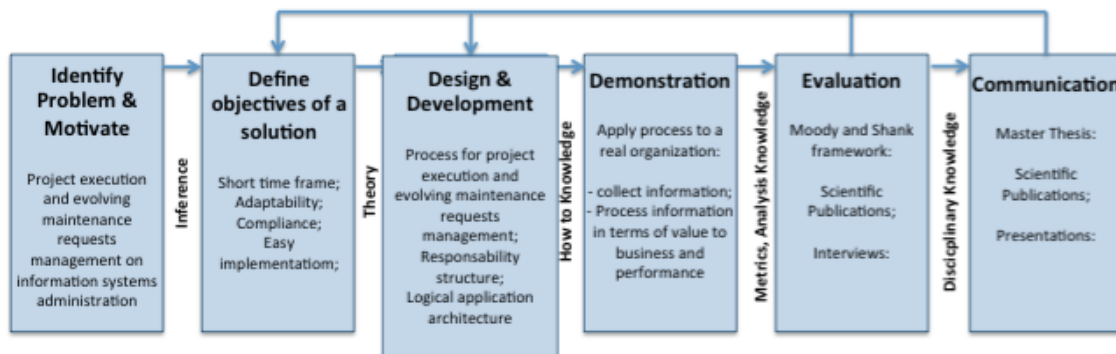 Identify
Problem &
Motivate
Project execution
and evolving
maintenance
requests
management on
information systems
administration
Inference
Define
objectives of a
solution
Short time frame;
Adaptability;
Compliance;
Easy
implementatiom;
Theory
Design &
Development
Process for project
execution and
evolving maintenance
requests
management;
Responsability
structure;
Logical application
architecture
How to Knowledge
Demonstration
Apply process to a
real organization:
- collect information;
- Process information
in terms of value to
business and
performance
Metrics, Analysis Knowledge
Evaluation
Moody and Shank
framework:
Scientific
Publications;
Interviews:
Discicplinary Knowledge
Communication
Master Thesis:
Scientific
Publications;
Presentations: